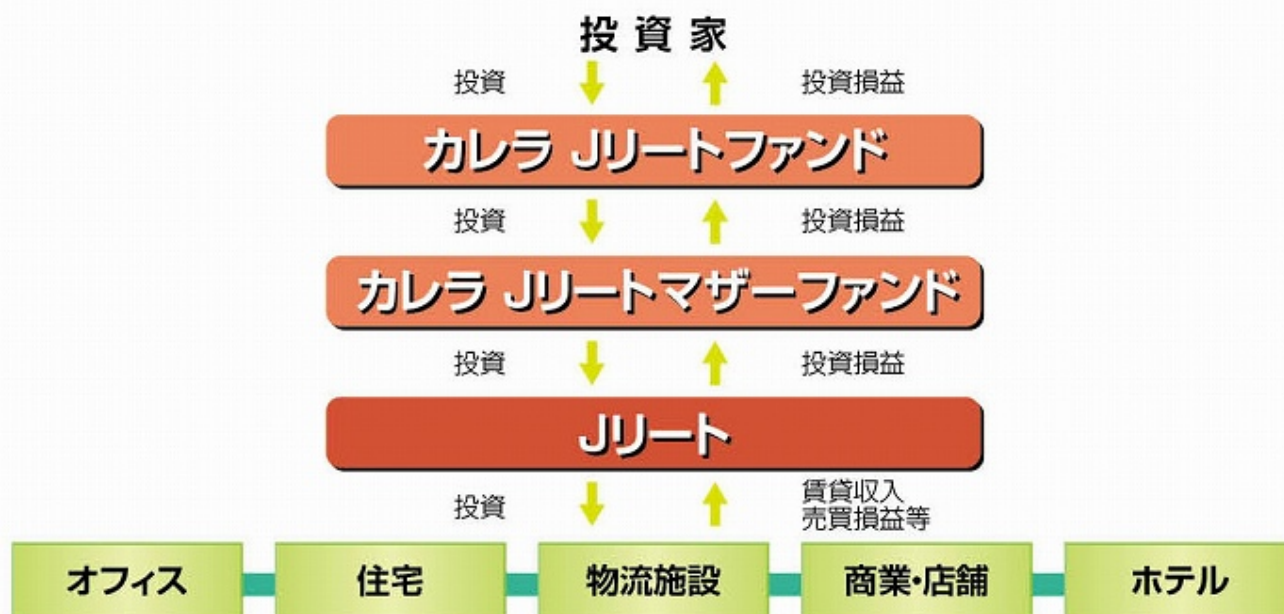 投資家
投資 投資損益
カレラ Jリートファンド
投資 投資損益
カレラ Jリートマザーファンド
投資 投資損益
Jリート
投資 賃貸収入
売買損益等
オフィス 住宅 物流施設 商業・店舗 ホテル